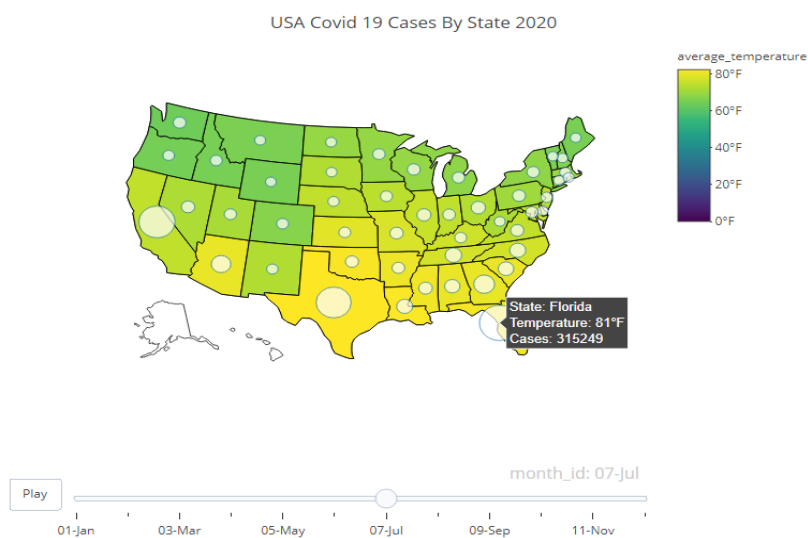 USA Covid 19 Cases By State 2020
average_temperature
80°F
60°F
40°F
20°F
0°F
State: Florida
Temperature: 81°F
Cases: 315249
month_id: 07-Jul
Play
01-Jan
03-Mar
05-May
07-Jul
09-Sep
11-Nov